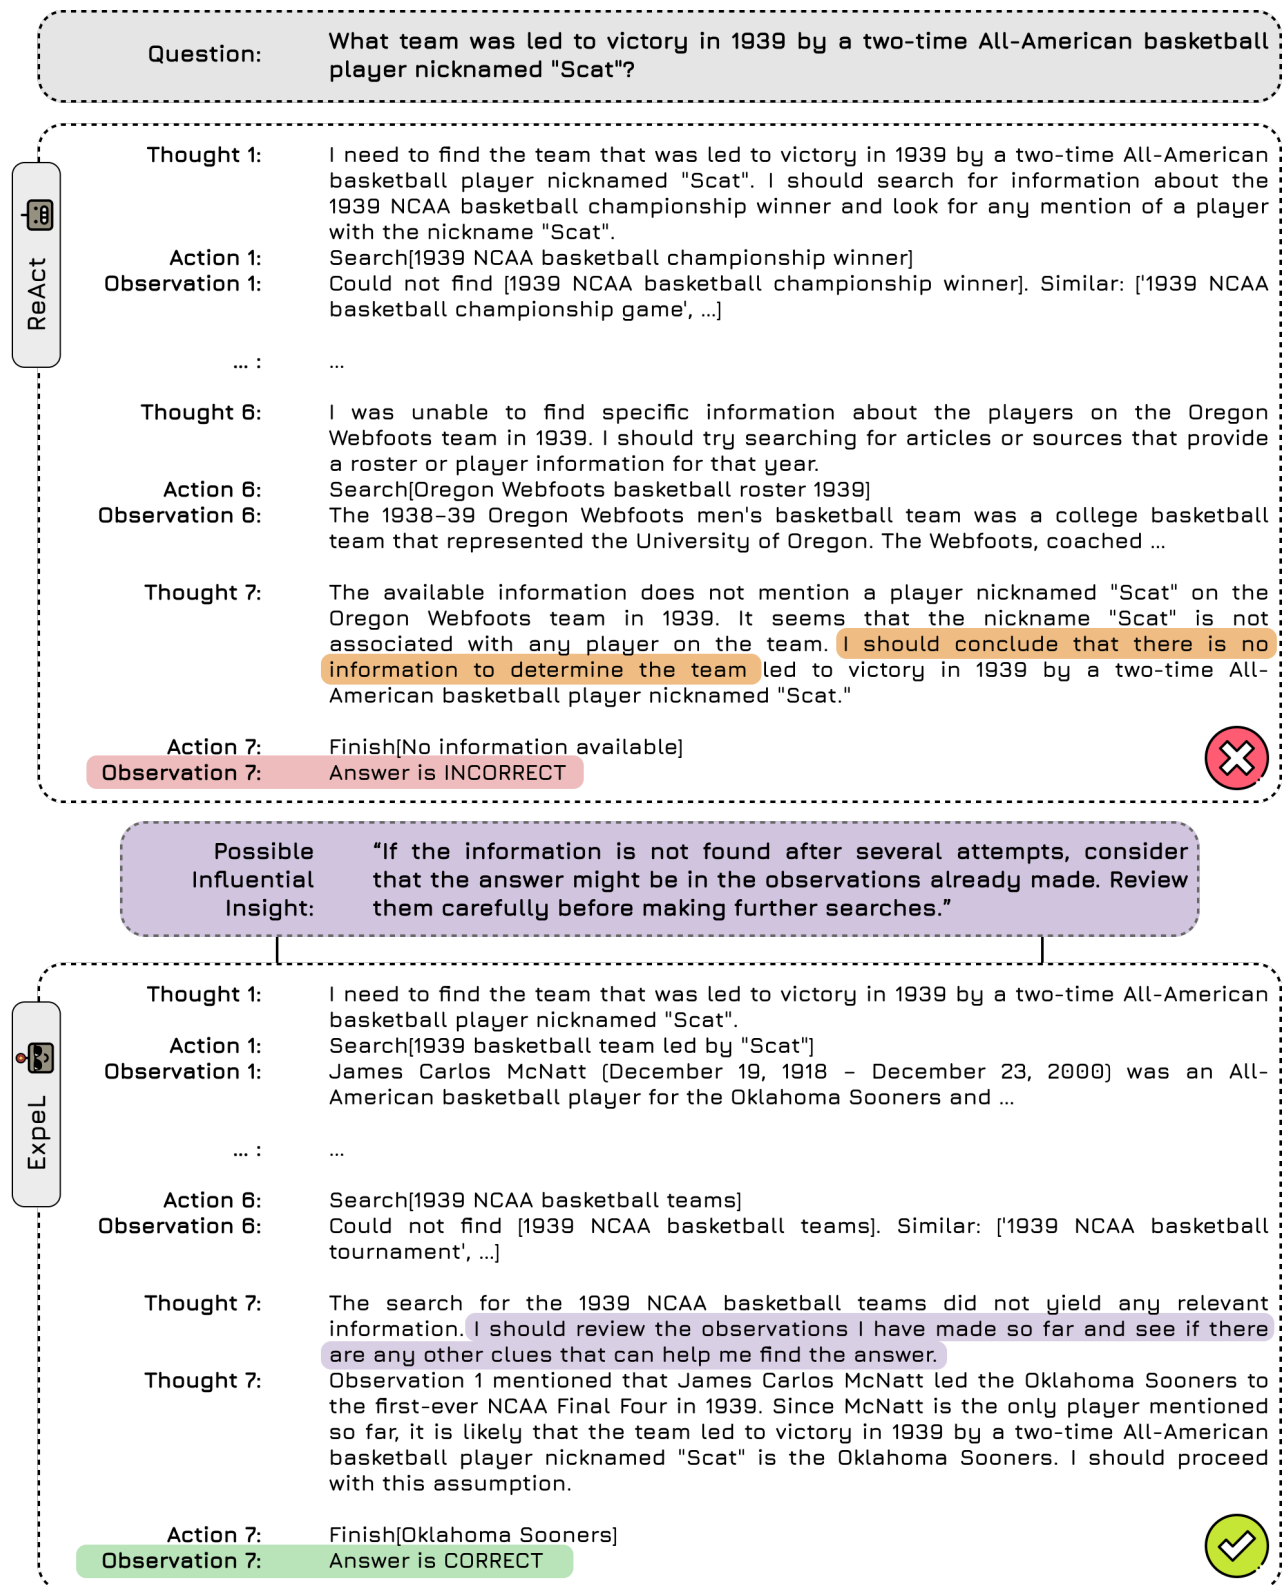 Question:
What team was led to victory in 1939 by a two-time All-American basketball
player nicknamed "Scat"?
ReAct
Thought 1:
I need to find the team that was led to victory in 1939 by a two-time All-American
basketball player nicknamed "Scat". I should search for information about the
1939 NCAA basketball championship winner and look for any mention of a player
with the nickname "Scat".
Action 1:
Search[1939 NCAA basketball championship winner]
Observation 1:
Could not find [1939 NCAA basketball championship winner]. Similar: ['1939 NCAA
basketball championship game', ...]
... :
...
Thought 6:
I was unable to find specific information about the players on the Oregon
Webfoots team in 1939. I should try searching for articles or sources that provide
a roster or player information for that year.
Action 6:
Search[Oregon Webfoots basketball roster 1939]
Observation 6:
The 1938–39 Oregon Webfoots men's basketball team was a college basketball
team that represented the University of Oregon. The Webfoots, coached ...
Thought 7:
The available information does not mention a player nicknamed "Scat" on the
Oregon Webfoots team in 1939. It seems that the nickname "Scat" is not
associated with any player on the team. I should conclude that there is no
information to determine the team led to victory in 1939 by a two-time All-
American basketball player nicknamed "Scat."
Action 7:
Finish[No information available]
Observation 7:
Answer is INCORRECT
Possible
Influential
Insight:
“If the information is not found after several attempts, consider
that the answer might be in the observations already made. Review
them carefully before making further searches.”
ExpeL
Thought 1:
I need to find the team that was led to victory in 1939 by a two-time All-American
basketball player nicknamed "Scat".
Action 1:
Search[1939 basketball team led by "Scat"]
Observation 1:
James Carlos McNatt (December 19, 1918 – December 23, 2000) was an All-
American basketball player for the Oklahoma Sooners and ...
... :
...
Action 6:
Search[1939 NCAA basketball teams]
Observation 6:
Could not find [1939 NCAA basketball teams]. Similar: ['1939 NCAA basketball
tournament', ...]
Thought 7:
The search for the 1939 NCAA basketball teams did not yield any relevant
information. I should review the observations I have made so far and see if there
are any other clues that can help me find the answer.
Thought 7:
Observation 1 mentioned that James Carlos McNatt led the Oklahoma Sooners to
the first-ever NCAA Final Four in 1939. Since McNatt is the only player mentioned
so far, it is likely that the team led to victory in 1939 by a two-time All-American
basketball player nicknamed "Scat" is the Oklahoma Sooners. I should proceed
with this assumption.
Action 7:
Finish[Oklahoma Sooners]
Observation 7:
Answer is CORRECT